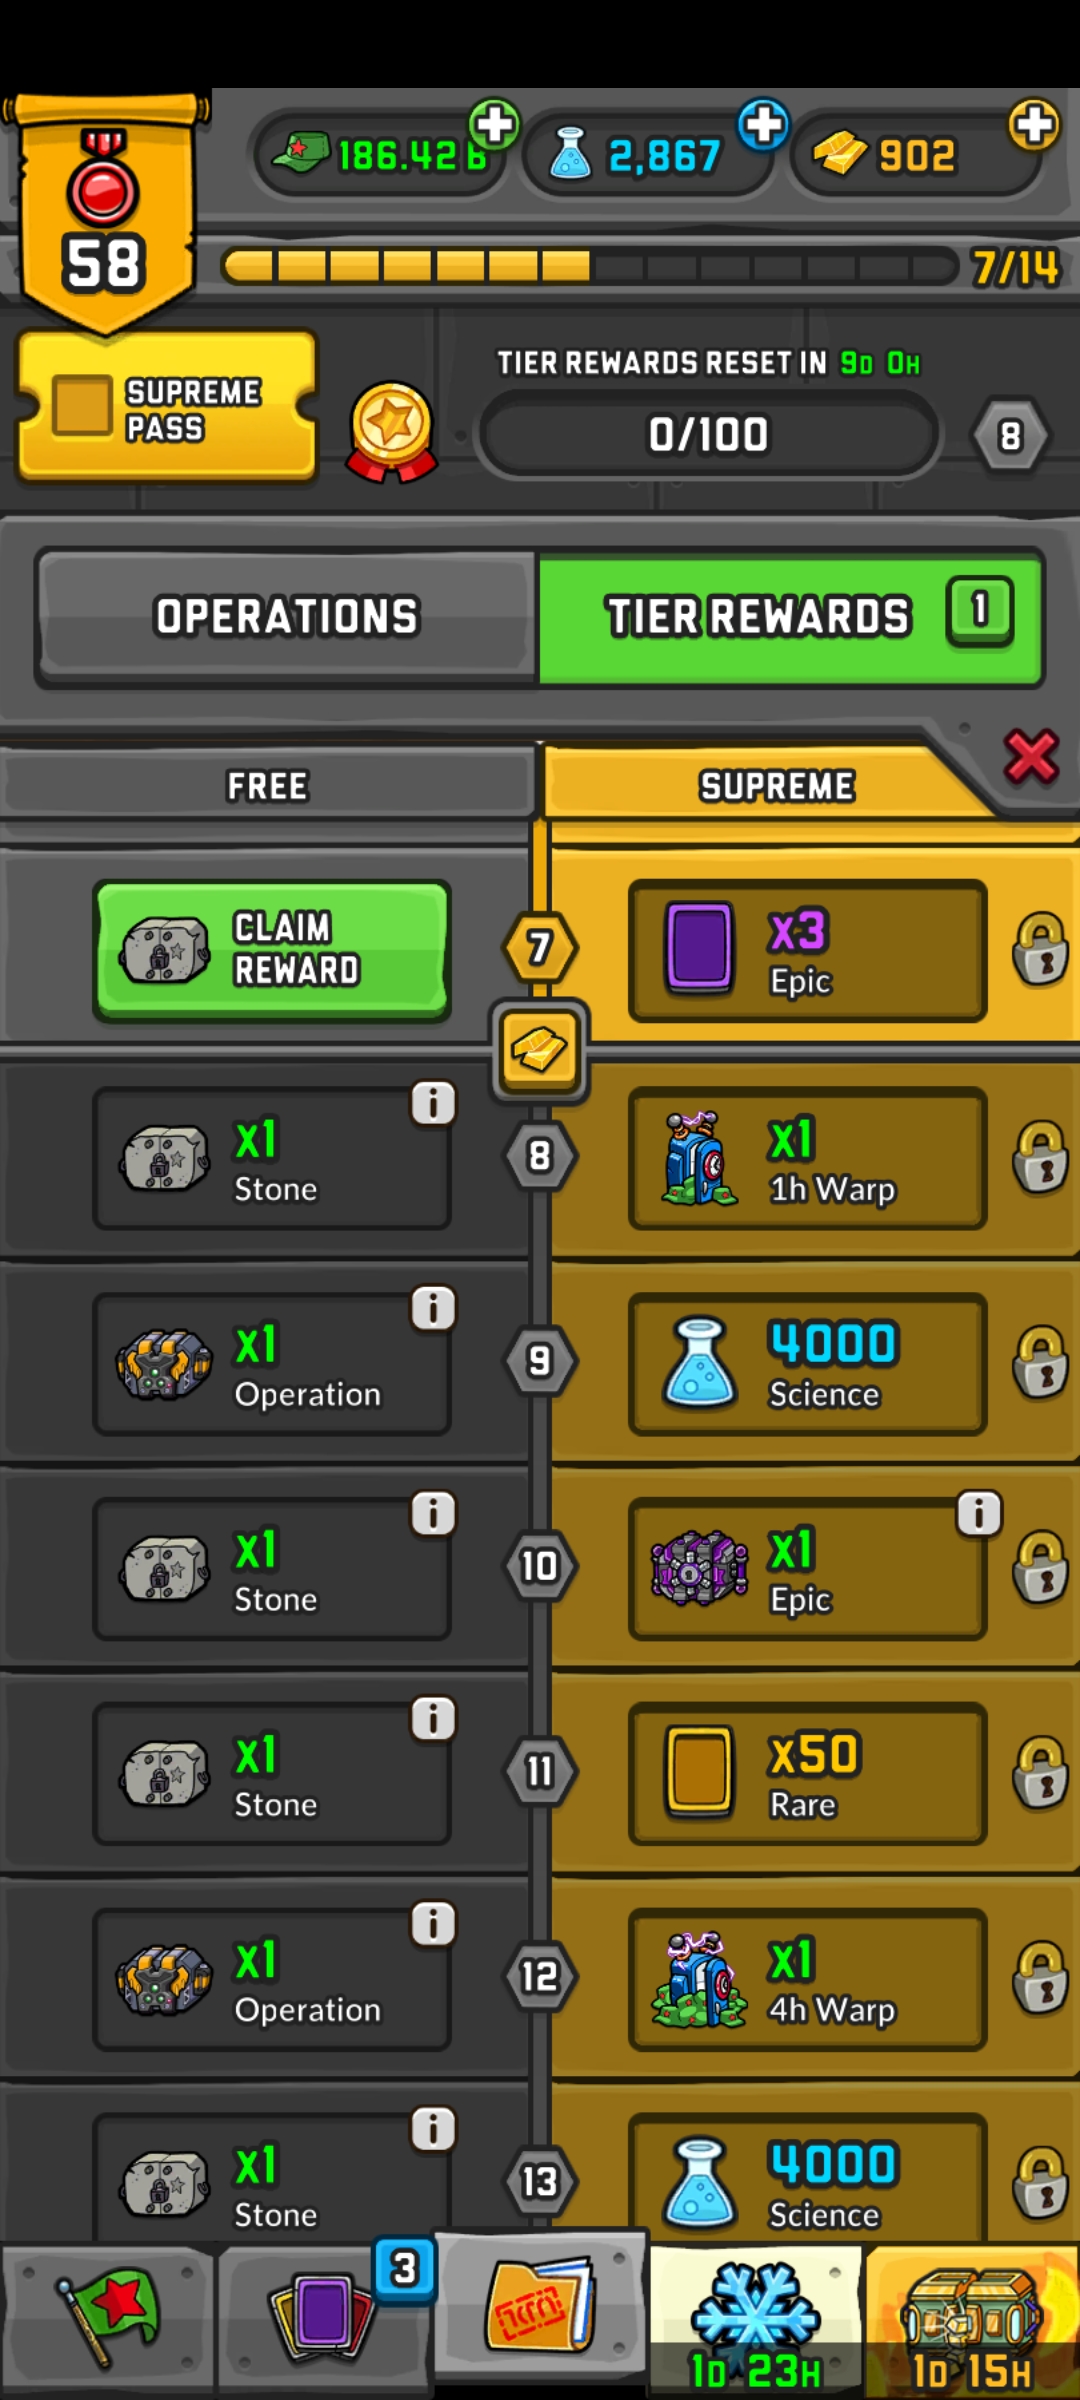 58
186.42 B
2,867
902
7/14
SUPREME
PASS
TIER REWARDS RESET IN 9D 0H
0/100
8
OPERATIONS
TIER REWARDS
1
FREE
SUPREME
CLAIM
REWARD
7
x3
Epic
x1
Stone
8
x1
1h Warp
x1
Operation
9
4000
Science
x1
Stone
10
x1
Epic
x1
Stone
11
x50
Rare
x1
Operation
12
x1
4h Warp
x1
Stone
13
4000
Science
3
1D 23H
1D 15H